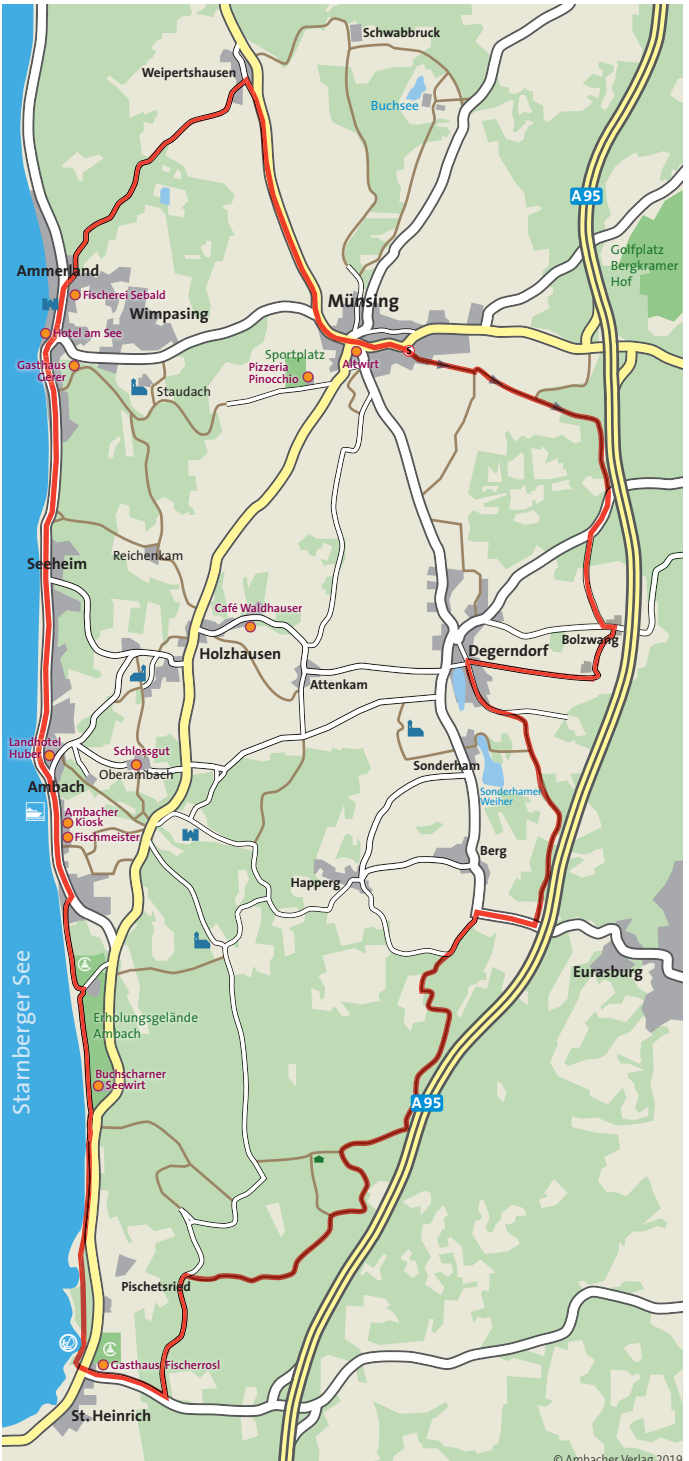 Schwabbruck
Weipertshausen
Buchsee
A 95
Golfplatz
Bergkramer
Hof
Ammerland
Fischerei Sebald
Münsing
Wimpasing
Hotel am See
S
Sportplatz
Gasthaus
Gerer
Pizzeria
Pinocchio
Altwirt
Staudach
Reichenkam
Seeheim
Café Waldhauser
Holzhausen
Degerndorf
Bolzwang
Attenkam
Landhotel
Huber
Schlossgut
Oberambach
Sonderham
Ambach
Sonderhamer
Weiher
Ambacher
Kiosk
Fischmeister
Berg
Happerg
Eurasburg
Starnberger See
Erholungsgelände
Ambach
Buchscharner
Seewirt
A 95
Pischetsried
Gasthaus Fischerrosl
St. Heinrich
© Ambacher Verlag 2019